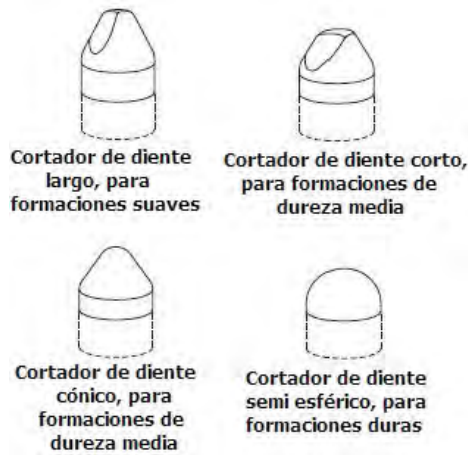 Cortador de diente
largo, para
formaciones suaves
Cortador de diente corto,
para formaciones de
dureza media
Cortador de diente
cónico, para
formaciones de
dureza media
Cortador de diente
semi esférico, para
formaciones duras